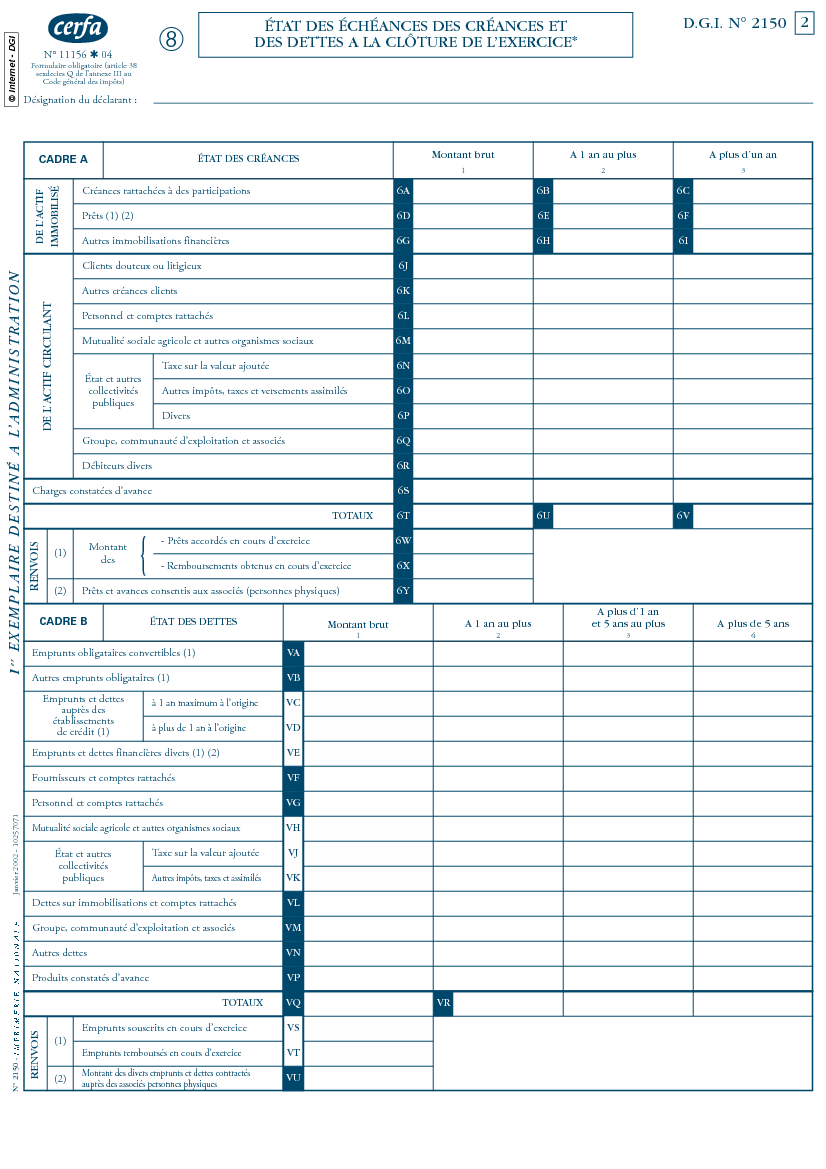 cerfa
N° 11156 ✱ 04
Formulaire obligatoire (article 38
sexdecies Q de l'annexe III au
Code général des impôts)
© Internet - DGI
⑧
ÉTAT DES ÉCHÉANCES DES CRÉANCES ET
DES DETTES A LA CLÔTURE DE L'EXERCICE*
D.G.I. N° 2150 2
Désignation du déclarant :
CADRE A ÉTAT DES CRÉANCES Montant brut 1 A 1 an au plus 2 A plus d'un an 3
DE L'ACTIF
IMMOBILISÉ
Créances rattachées à des participations 6A 6B 6C
Prêts (1) (2) 6D 6E 6F
Autres immobilisations financières 6G 6H 6I
DE L'ACTIF CIRCULANT
Clients douteux ou litigieux 6J
Autres créances clients 6K
Personnel et comptes rattachés 6L
Mutualité sociale agricole et autres organismes sociaux 6M
État et autres
collectivités
publiques
Taxe sur la valeur ajoutée 6N
Autres impôts, taxes et versements assimilés 6O
Divers 6P
Groupe, communauté d'exploitation et associés 6Q
Débiteurs divers 6R
Charges constatées d'avance 6S
TOTAUX 6T 6U 6V
RENVOIS
(1) Montant
des
- Prêts accordés en cours d'exercice 6W
- Remboursements obtenus en cours d'exercice 6X
(2) Prêts et avances consentis aux associés (personnes physiques) 6Y
CADRE B ÉTAT DES DETTES Montant brut 1 A 1 an au plus 2 A plus d'1 an
et 5 ans au plus 3 A plus de 5 ans 4
Emprunts obligataires convertibles (1) VA
Autres emprunts obligataires (1) VB
Emprunts et dettes
auprès des
établissements
de crédit (1)
à 1 an maximum à l'origine VC
à plus de 1 an à l'origine VD
Emprunts et dettes financières divers (1) (2) VE
Fournisseurs et comptes rattachés VF
Personnel et comptes rattachés VG
Mutualité sociale agricole et autres organismes sociaux VH
État et autres
collectivités
publiques
Taxe sur la valeur ajoutée VJ
Autres impôts, taxes et assimilés VK
Dettes sur immobilisations et comptes rattachés VL
Groupe, communauté d'exploitation et associés VM
Autres dettes VN
Produits constatés d'avance VP
TOTAUX VQ VR
RENVOIS
(1)
Emprunts souscrits en cours d'exercice VS
Emprunts remboursés en cours d'exercice VT
(2) Montant des divers emprunts et dettes contractés
auprès des associés personnes physiques VU
1er EXEMPLAIRE DESTINÉ A L'ADMINISTRATION
Janvier 2002 - 10257071
N° 2150 - IMPRIMERIE NATIONALE